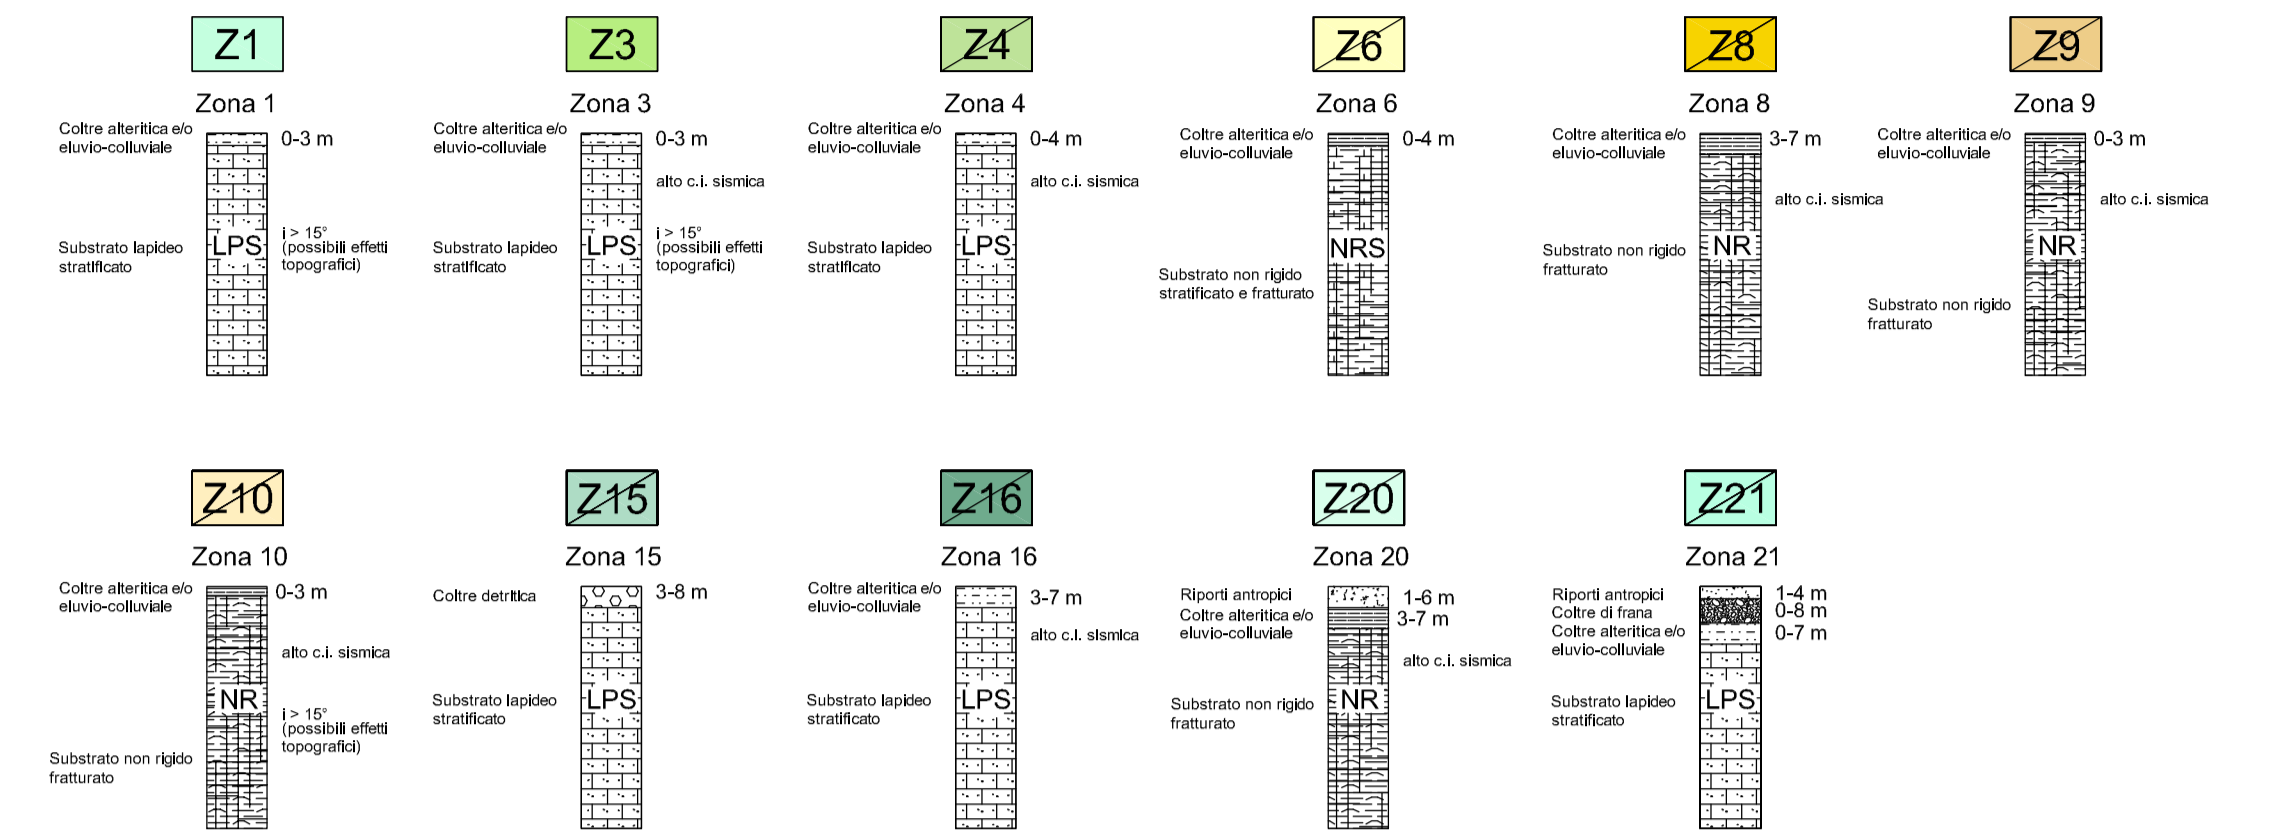 Z1
Zona 1
Coltre alteritica e/o
eluvio-colluviale
0-3 m
Substrato lapideo
stratificato
LPS
i > 15°
(possibili effetti
topografici)
Z3
Zona 3
Coltre alteritica e/o
eluvio-colluviale
0-3 m
alto c.i. sismica
Substrato lapideo
stratificato
LPS
i > 15°
(possibili effetti
topografici)
Z4
Zona 4
Coltre alteritica e/o
eluvio-colluviale
0-4 m
alto c.i. sismica
Substrato lapideo
stratificato
LPS
Z6
Zona 6
Coltre alteritica e/o
eluvio-colluviale
0-4 m
NRS
Substrato non rigido
stratificato e fratturato
Z8
Zona 8
Coltre alteritica e/o
eluvio-colluviale
3-7 m
alto c.i. sismica
Substrato non rigido
fratturato
NR
Z9
Zona 9
Coltre alteritica e/o
eluvio-colluviale
0-3 m
alto c.i. sismica
NR
Substrato non rigido
fratturato
Z10
Zona 10
Coltre alteritica e/o
eluvio-colluviale
0-3 m
alto c.i. sismica
NR
i > 15°
(possibili effetti
topografici)
Substrato non rigido
fratturato
Z15
Zona 15
Coltre detritica
3-8 m
Substrato lapideo
stratificato
LPS
Z16
Zona 16
Coltre alteritica e/o
eluvio-colluviale
3-7 m
alto c.i. sismica
Substrato lapideo
stratificato
LPS
Z20
Zona 20
Riporti antropici
1-6 m
Coltre alteritica e/o
eluvio-colluviale
3-7 m
alto c.i. sismica
Substrato non rigido
fratturato
NR
Z21
Zona 21
Riporti antropici
1-4 m
Coltre di frana
0-8 m
Coltre alteritica e/o
eluvio-colluviale
0-7 m
Substrato lapideo
stratificato
LPS